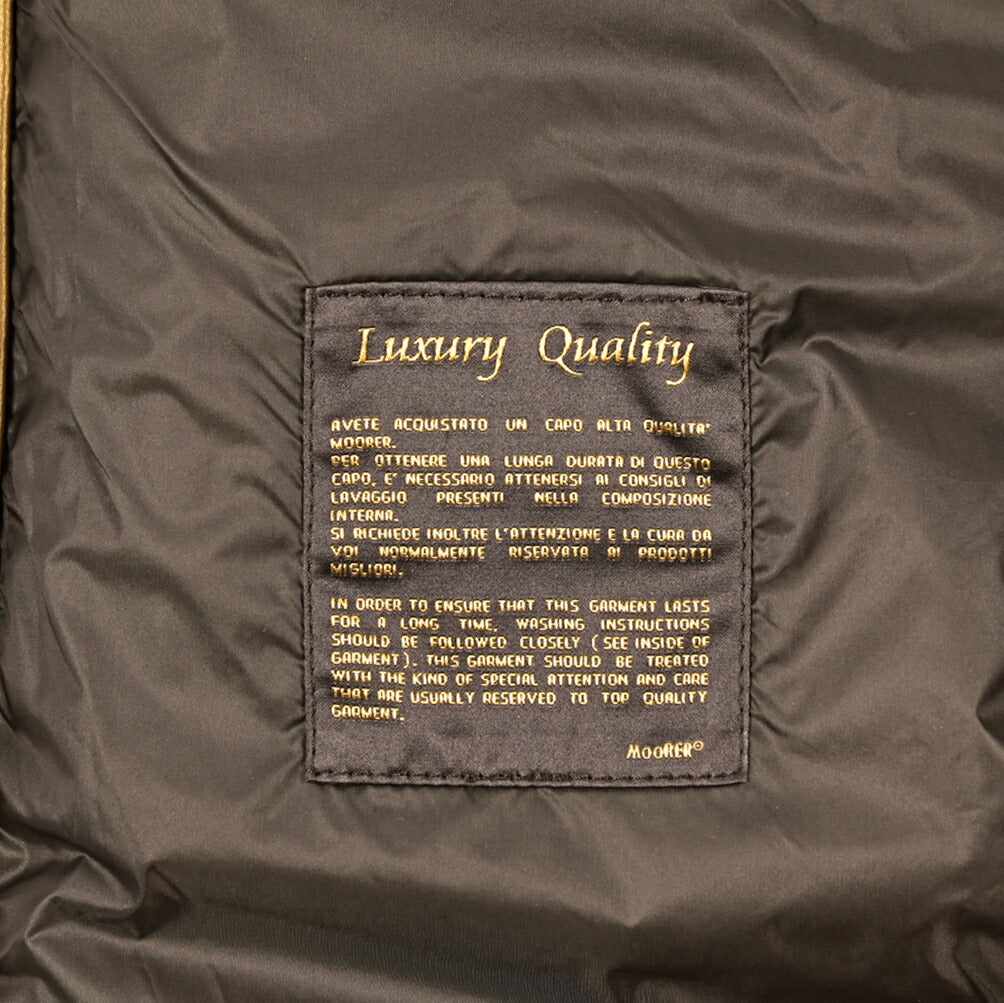 Luxury Quality
AVETE ACQUISTATO UN CAPO ALTA QUALITA'
MOORER.
PER OTTENERE UNA LUNGA DURATA DI QUESTO
CAPO, E' NECESSARIO ATTENERSI AI CONSIGLI DI
LAVAGGIO PRESENTI NELLA COMPOSIZIONE
INTERNA.
SI RICHIEDE INOLTRE L'ATTENZIONE E LA CURA DA
VOI NORMALMENTE RISERVATA AI PRODOTTI
MIGLIORI.
IN ORDER TO ENSURE THAT THIS GARMENT LASTS
FOR A LONG TIME, WASHING INSTRUCTIONS
SHOULD BE FOLLOWED CLOSELY (SEE INSIDE OF
GARMENT). THIS GARMENT SHOULD BE TREATED
WITH THE KIND OF SPECIAL ATTENTION AND CARE
THAT ARE USUALLY RESERVED TO TOP QUALITY
GARMENT.
MOORER®